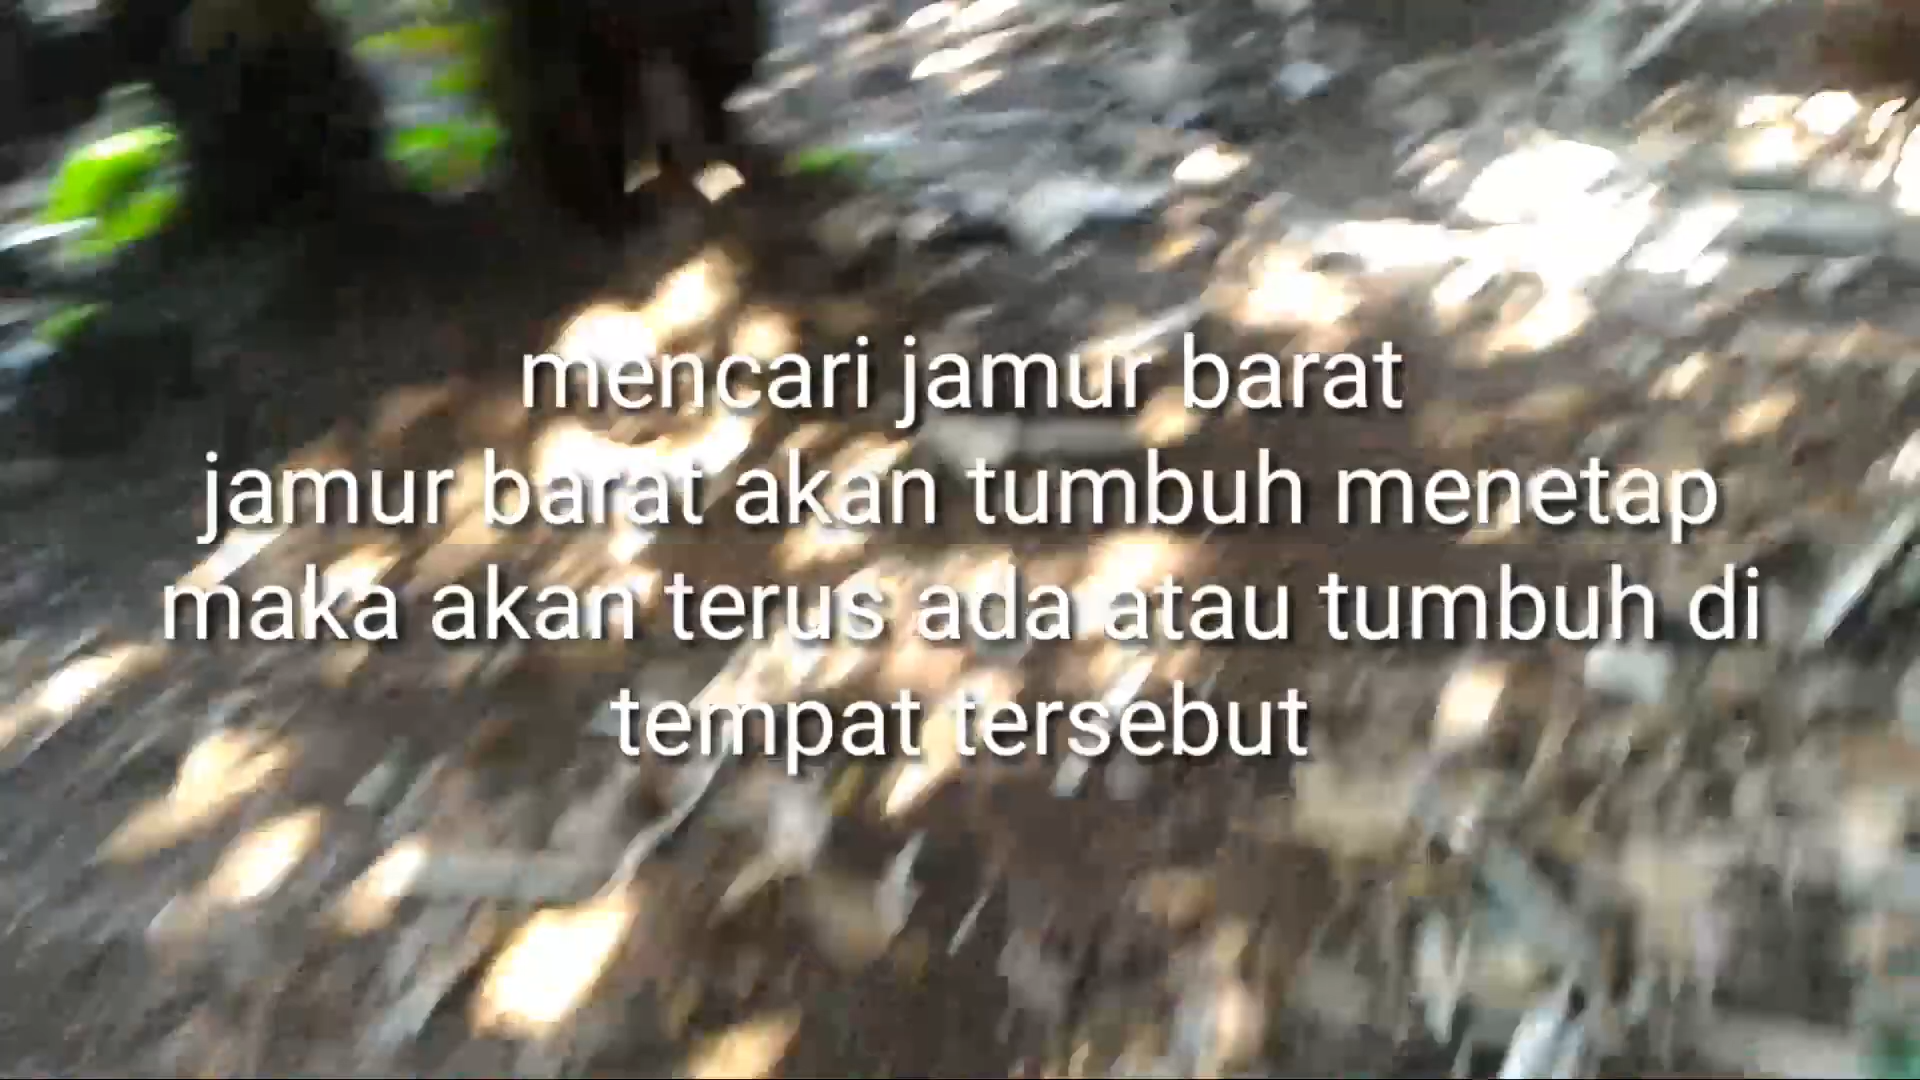 mencari jamur barat
jamur barat akan tumbuh menetap
maka akan terus ada atau tumbuh di
tempat tersebut